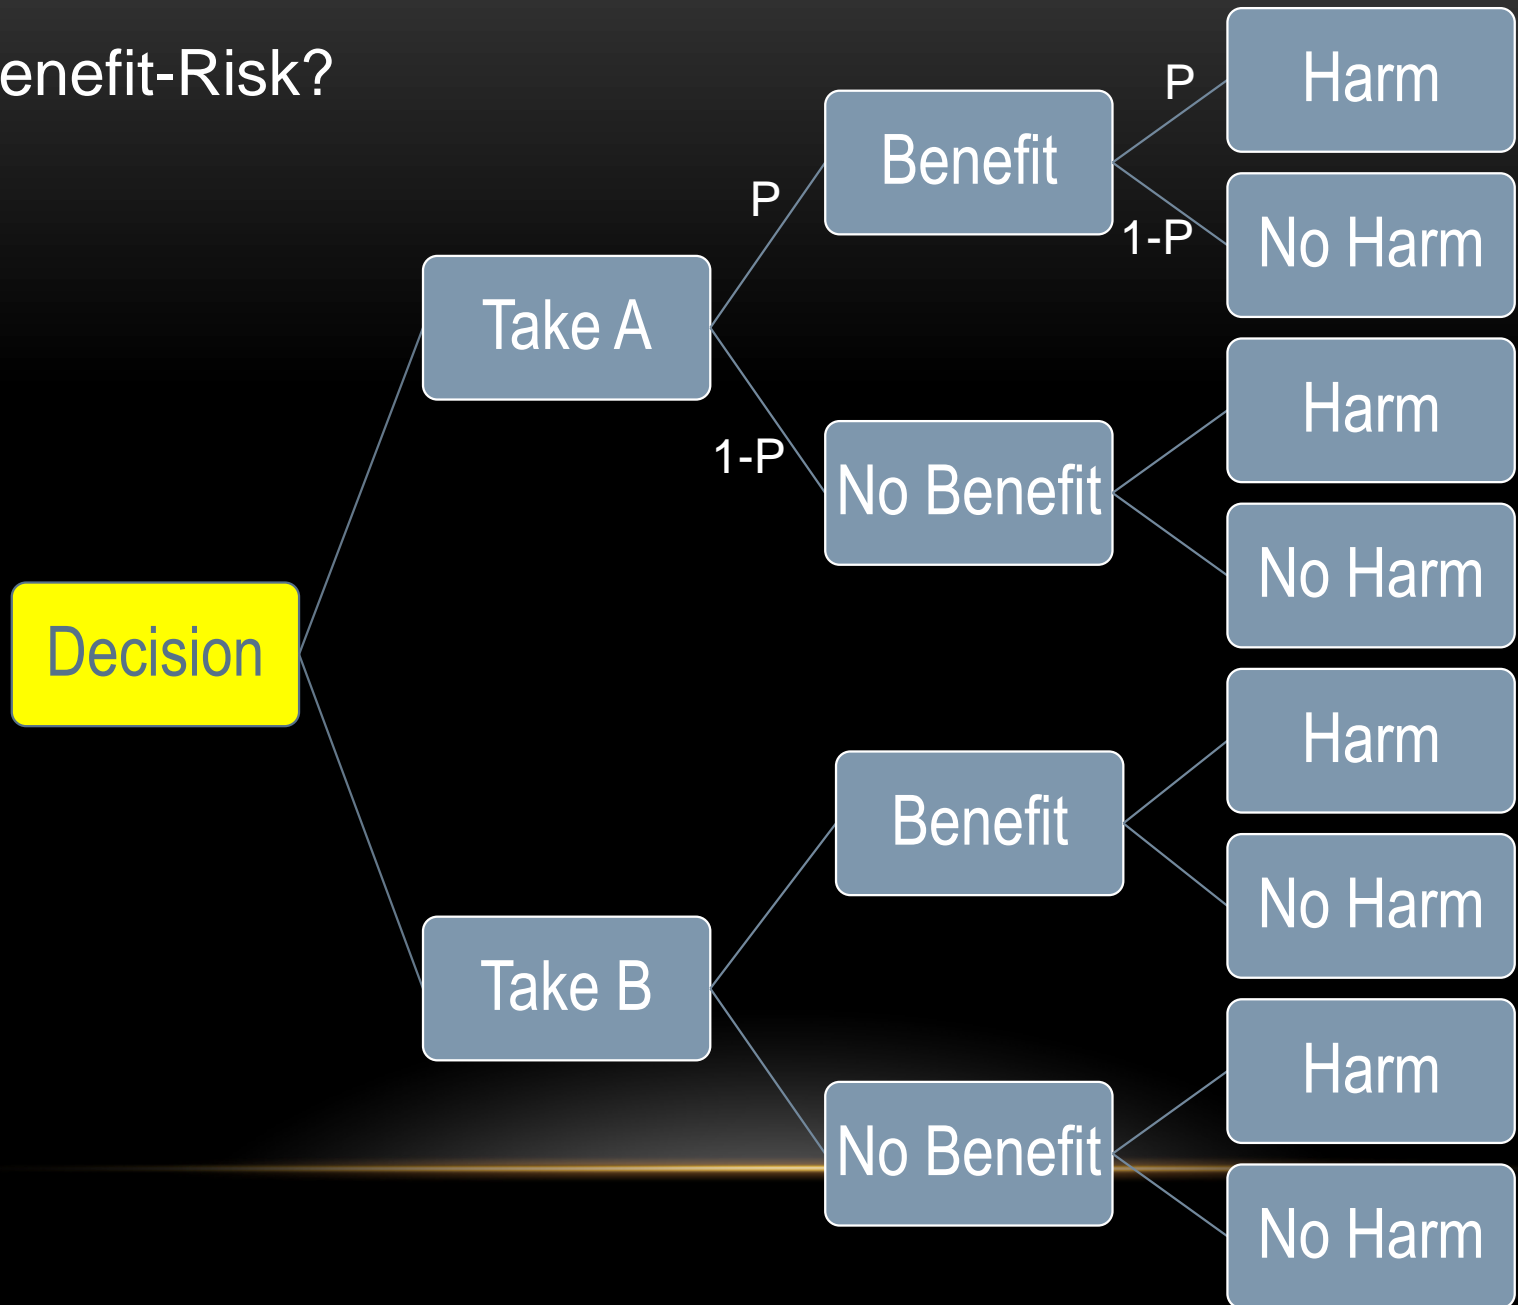 enefit-Risk?
P
Harm
Benefit
P
1-P
No Harm
Take A
Harm
1-P
No Benefit
No Harm
Decision
Harm
Benefit
No Harm
Take B
Harm
No Benefit
No Harm